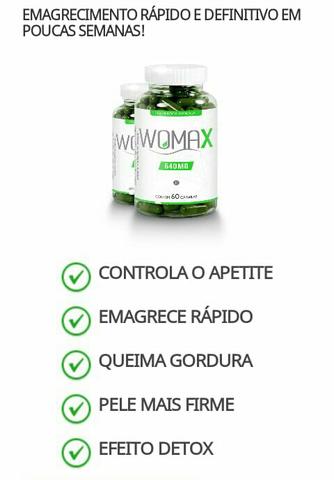 EMAGRECIMENTO RÁPIDO E DEFINITIVO EM
POUCAS SEMANAS!
WOMAX
640MG
60
CONTROLA O APETITE
EMAGRECE RÁPIDO
QUEIMA GORDURA
PELE MAIS FIRME
EFEITO DETOX